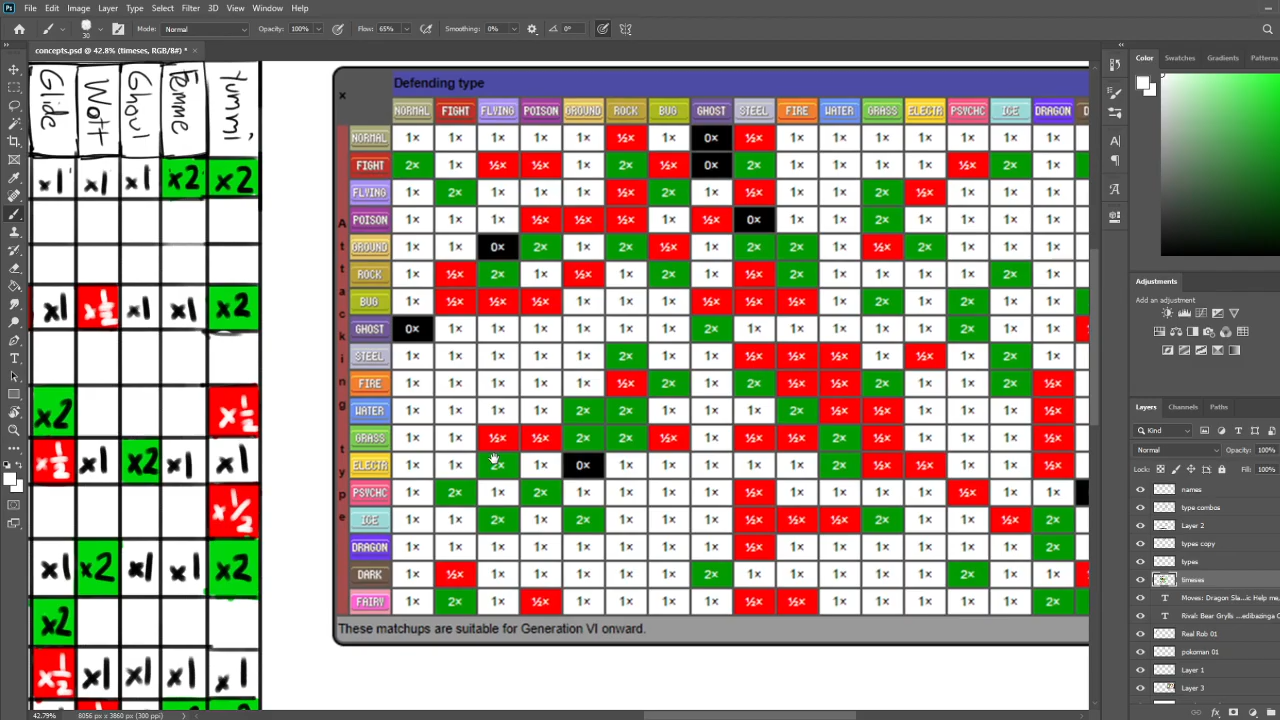 File Edit Image Layer Type Select Filter 3D View Window Help
30 Mode: Normal Opacity: 100% Flow: 65% Smoothing: 0% 0°
concepts.psd @ 42.8% (timeses, RGB/8#) *
Glide Watt Ghoul Femme Yummi
x1 x1 x1 x2 x2
x1 x½ x1 x1 x2
x2 x½
x½ x1 x2 x1 x1
x½
x1 x2 x1 x1 x2
x2
x½ x1 x1 x1 x1
Defending type
×
Attacking type
NORMAL FIGHT FLYING POISON GROUND ROCK BUG GHOST STEEL FIRE WATER GRASS ELECTR PSYCHC ICE DRAGON D
NORMAL 1× 1× 1× 1× 1× ½× 1× 0× ½× 1× 1× 1× 1× 1× 1× 1×
FIGHT 2× 1× ½× ½× 1× 2× ½× 0× 2× 1× 1× 1× 1× ½× 2× 1×
FLYING 1× 2× 1× 1× 1× ½× 2× 1× ½× 1× 1× 2× ½× 1× 1× 1×
POISON 1× 1× 1× ½× ½× ½× 1× ½× 0× 1× 1× 2× 1× 1× 1× 1×
GROUND 1× 1× 0× 2× 1× 2× ½× 1× 2× 2× 1× ½× 2× 1× 1× 1×
ROCK 1× ½× 2× 1× ½× 1× 2× 1× ½× 2× 1× 1× 1× 1× 2× 1×
BUG 1× ½× ½× ½× 1× 1× 1× ½× ½× ½× 1× 2× 1× 2× 1× 1×
GHOST 0× 1× 1× 1× 1× 1× 1× 2× 1× 1× 1× 1× 1× 2× 1× 1×
STEEL 1× 1× 1× 1× 1× 2× 1× 1× ½× ½× ½× 1× ½× 1× 2× 1×
FIRE 1× 1× 1× 1× 1× ½× 2× 1× 2× ½× ½× 2× 1× 1× 2× ½×
WATER 1× 1× 1× 1× 2× 2× 1× 1× 1× 2× ½× ½× 1× 1× 1× ½×
GRASS 1× 1× ½× ½× 2× 2× ½× 1× ½× ½× 2× ½× 1× 1× 1× ½×
ELECTR 1× 1× 2× 1× 0× 1× 1× 1× 1× 1× 2× ½× ½× 1× 1× ½×
PSYCHC 1× 2× 1× 2× 1× 1× 1× 1× ½× 1× 1× 1× 1× ½× 1× 1×
ICE 1× 1× 2× 1× 2× 1× 1× 1× ½× ½× ½× 2× 1× 1× ½× 2×
DRAGON 1× 1× 1× 1× 1× 1× 1× 1× ½× 1× 1× 1× 1× 1× 1× 2×
DARK 1× ½× 1× 1× 1× 1× 1× 2× 1× 1× 1× 1× 1× 2× 1× 1×
FAIRY 1× 2× 1× ½× 1× 1× 1× 1× ½× ½× 1× 1× 1× 1× 1× 2×
These matchups are suitable for Generation VI onward.
Color Swatches Gradients Patterns
Adjustments
Add an adjustment
Layers Channels Paths
Kind
Normal Opacity: 100%
Lock: Fill: 100%
names
type combos
Layer 2
types copy
types
timeses
Moves: Dragon Sla...ic Help me,
Rival: Bear Grylls ...edibazinga C
Real Rob 01
pokoman 01
Layer 1
Layer 3
42.79% 8056 px x 3860 px (300 ppi)